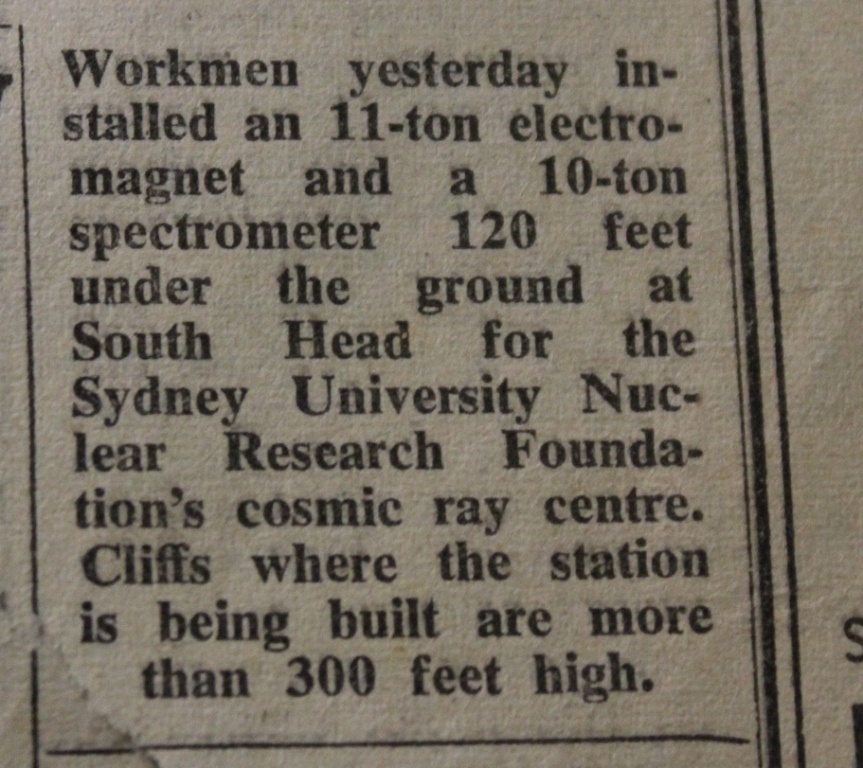 Workmen yesterday in-
stalled an 11-ton electro-
magnet and a 10-ton
spectrometer 120 feet
under the ground at
South Head for the
Sydney University Nuc-
lear Research Founda-
tion's cosmic ray centre.
Cliffs where the station
is being built are more
than 300 feet high.